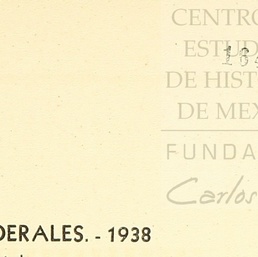 CENTRO
ESTUD
DE HIST
DE MEX
FUNDA
Carlos
DERALES. - 1938